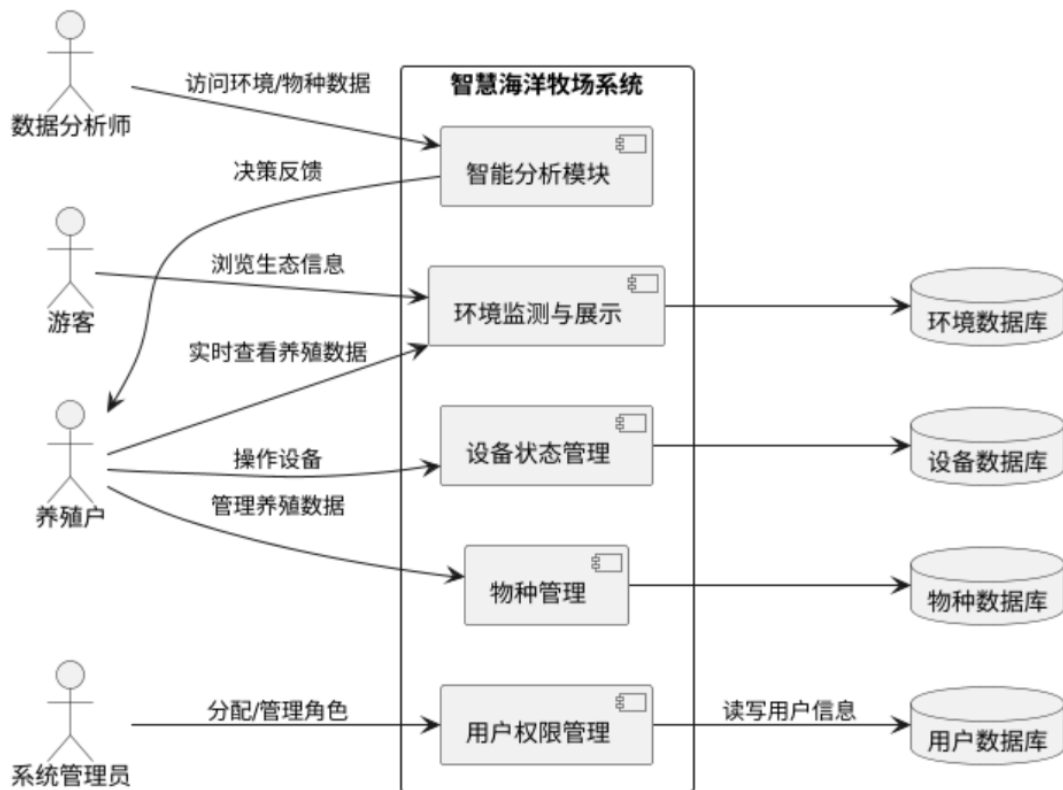 智慧海洋牧场系统
访问环境/物种数据
数据分析师
智能分析模块
决策反馈
浏览生态信息
游客
环境监测与展示
环境数据库
实时查看养殖数据
设备状态管理
操作设备
设备数据库
管理养殖数据
养殖户
物种管理
物种数据库
分配/管理角色
用户权限管理
读写用户信息
用户数据库
系统管理员